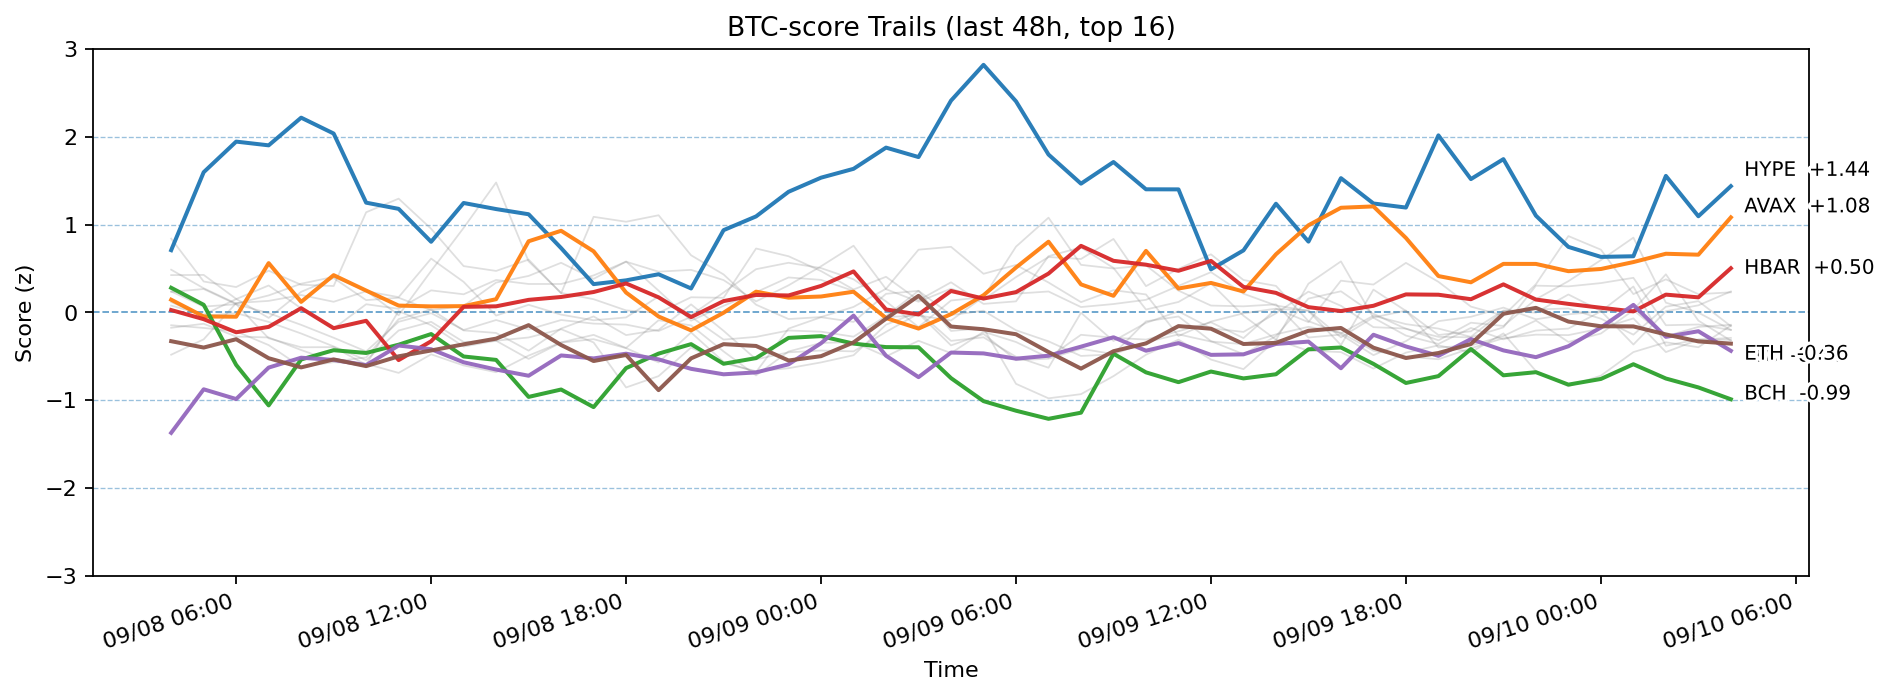 BTC-score Trails (last 48h, top 16)
Score (z)
3
2
1
0
−1
−2
−3
HYPE +1.44
AVAX +1.08
HBAR +0.50
ETH -0.36
BCH -0.99
09/08 06:00
09/08 12:00
09/08 18:00
09/09 00:00
09/09 06:00
09/09 12:00
09/09 18:00
09/10 00:00
09/10 06:00
Time